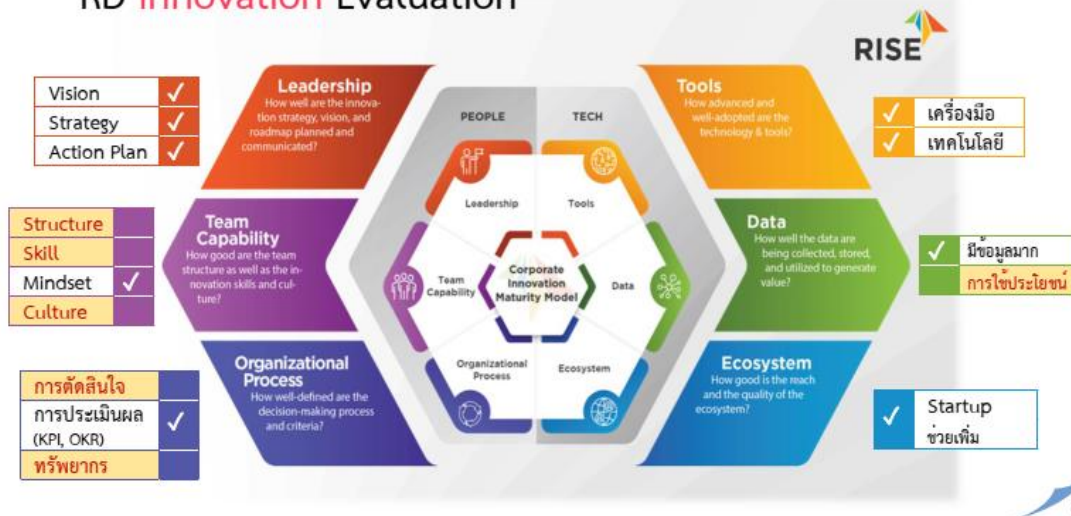 RD Innovation Evaluation
RISE
Vision ✓
Strategy ✓
Action Plan ✓
Leadership
How well are the innova-
tion strategy, vision, and
roadmap planned and
communicated?
PEOPLE
TECH
Tools
How advanced and
well-adopted are the
technology & tools?
✓ เครื่องมือ
✓ เทคโนโลยี
Structure
Skill
Mindset ✓
Culture
Team
Capability
How good are the team
structure as well as the in-
novation skills and cul-
ture?
Leadership
Tools
Team
Capability
Corporate
Innovation
Maturity Model
Data
Organizational
Process
Ecosystem
Data
How well the data are
being collected, stored,
and utilized to generate
value?
✓ มีข้อมูลมาก
การใช้ประโยชน์
การตัดสินใจ
การประเมินผล ✓
(KPI, OKR)
ทรัพยากร
Organizational
Process
How well-defined are the
decision-making process
and criteria?
Ecosystem
How good is the reach
and the quality of the
ecosystem?
✓ Startup
ช่วยเพิ่ม